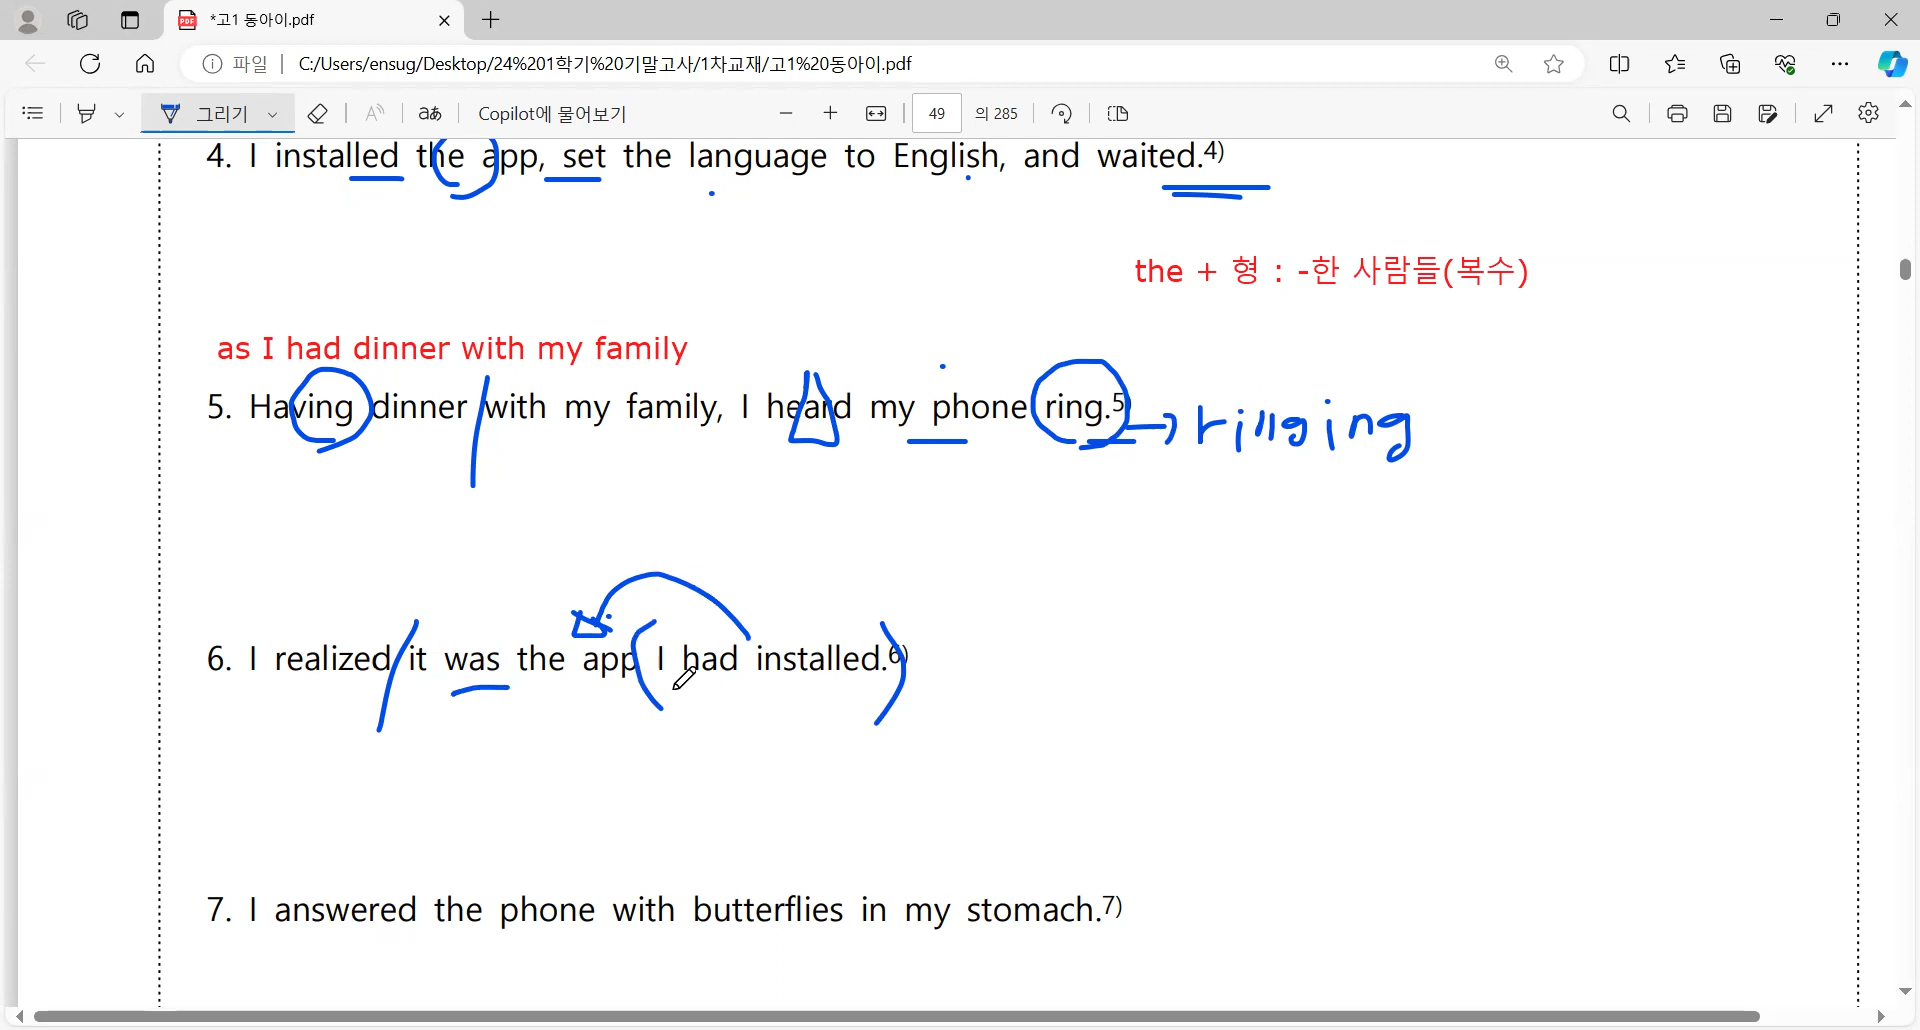 *고1 동아이.pdf
파일 C:/Users/ensug/Desktop/24%201학기%20기말고사/1차교재/고1%20동아이.pdf
그리기 aあ Copilot에 물어보기 49 의 285
4. I installed the app, set the language to English, and waited.4)
the + 형 : -한 사람들(복수)
as I had dinner with my family
5. Having dinner with my family, I heard my phone ring.5) → ringing
6. I realized it was the app I had installed.6)
7. I answered the phone with butterflies in my stomach.7)